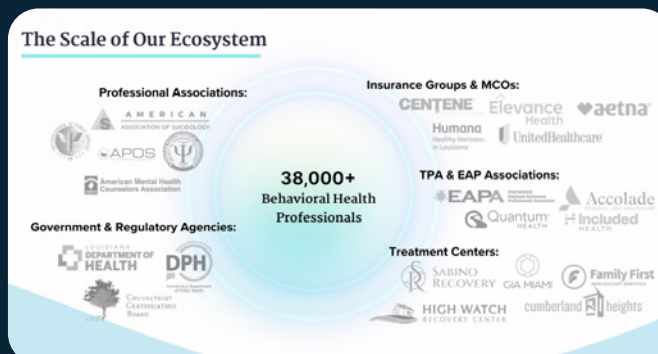 The Scale of Our Ecosystem
Professional Associations:
AMERICAN
ASSOCIATION OF SUICIDOLOGY
APOS
American Mental Health
Counselors Association
Government & Regulatory Agencies:
LOUISIANA
DEPARTMENT OF
HEALTH
DPH
Connecticut Department
of Public Health
Connecticut
Certification
Board
38,000+
Behavioral Health
Professionals
Insurance Groups & MCOs:
CENTENE
Elevance
Health
aetna
Humana
Healthy Horizons
in Louisiana
UnitedHealthcare
TPA & EAP Associations:
EAPA
Accolade
Quantum
HEALTH
Included
HEALTH
Treatment Centers:
SR
SABINO
RECOVERY
GIA MIAMI
Family First
ADOLESCENT SERVICES
HIGH WATCH
RECOVERY CENTER
cumberland heights